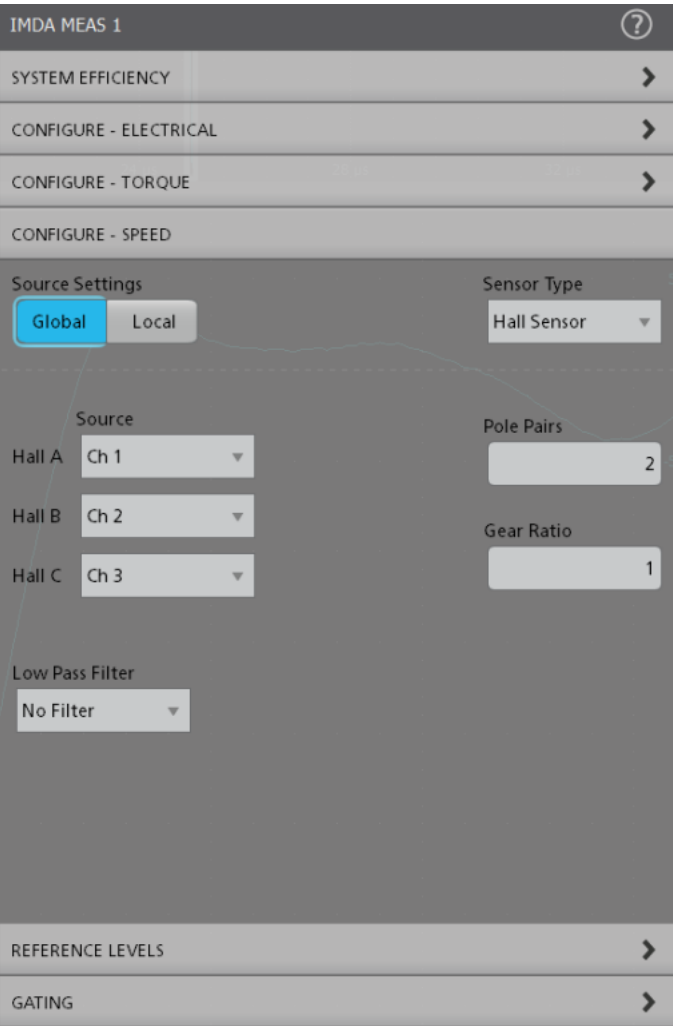 IMDA MEAS 1 ?
SYSTEM EFFICIENCY
CONFIGURE - ELECTRICAL
CONFIGURE - TORQUE
CONFIGURE - SPEED
Source Settings Sensor Type
Global Local Hall Sensor
Source Pole Pairs
Hall A Ch 1 2
Hall B Ch 2 Gear Ratio
Hall C Ch 3 1
Low Pass Filter
No Filter
REFERENCE LEVELS
GATING